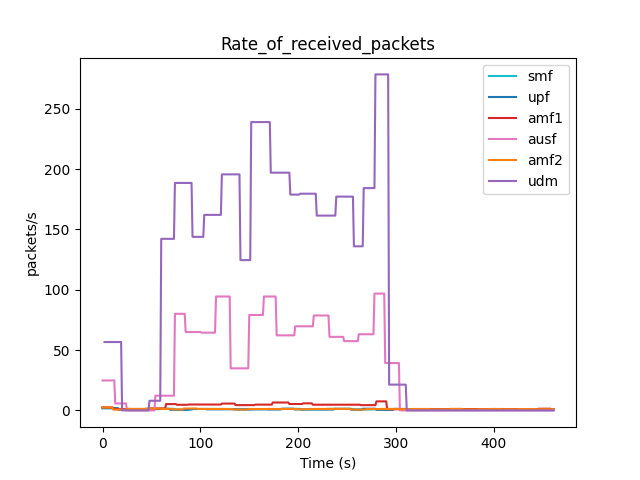 Rate_of_received_packets
packets/s
250
200
150
100
50
0
0
100
200
300
400
Time (s)
smf
upf
amf1
ausf
amf2
udm